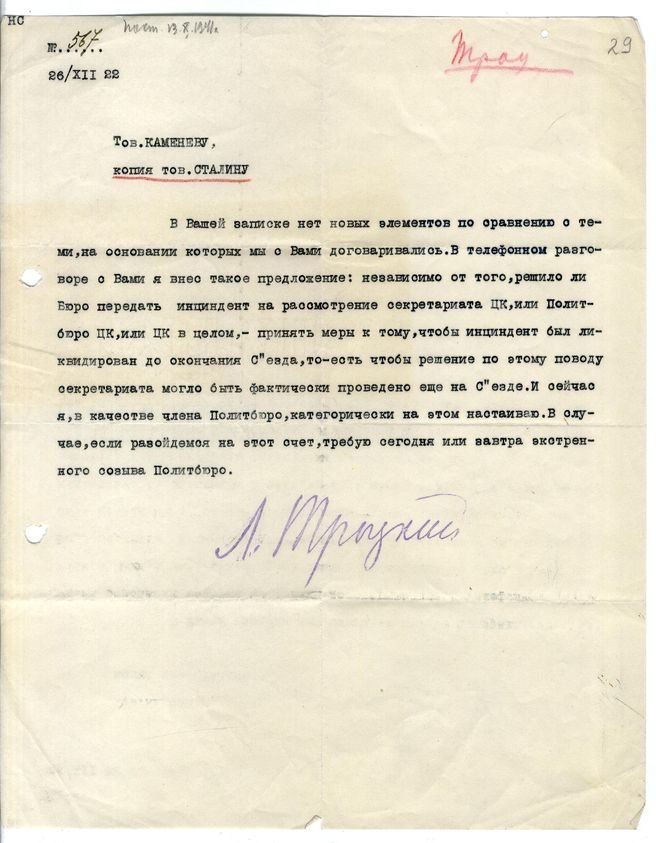 НС
№. 567.
пост. 13.X.1941г.
Троц
29
26/XII 22
Тов.КАМЕНЕВУ,
копия тов.СТАЛИНУ
В Вашей записке нет новых элементов по сравнению с те-
ми,на основании которых мы с Вами договаривались.В телефонном разго-
воре с Вами я внес такое предложение: независимо от того,решило ли
Бюро передать инциндент на рассмотрение секретариата ЦК,или Полит-
бюро ЦК,или ЦК в целом,- принять меры к тому,чтобы инциндент был ли-
квидирован до окончания С"езда,то-есть чтобы решение по этому поводу
секретариата могло быть фактически проведено еще на С"езде.И сейчас
я,в качестве члена Политбюро,категорически на этом настаиваю.В слу-
чае,если разойдемся на этот счет,требую сегодня или завтра экстрен-
ного созыва Политбюро.
Л. Троцкий